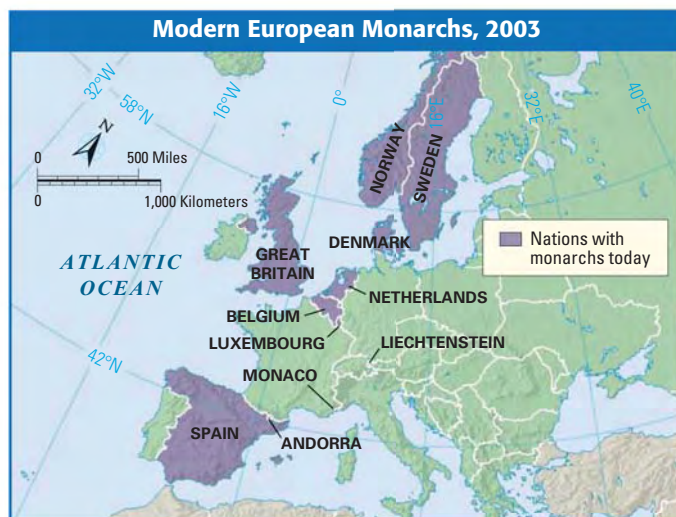 Modern European Monarchs, 2003
32°W
58°N
16°W
0°
16°E
32°E
40°E
N
0 500 Miles
0 1,000 Kilometers
NORWAY
SWEDEN
DENMARK
GREAT
BRITAIN
Nations with
monarchs today
ATLANTIC
OCEAN
NETHERLANDS
BELGIUM
LUXEMBOURG
LIECHTENSTEIN
42°N
MONACO
SPAIN
ANDORRA